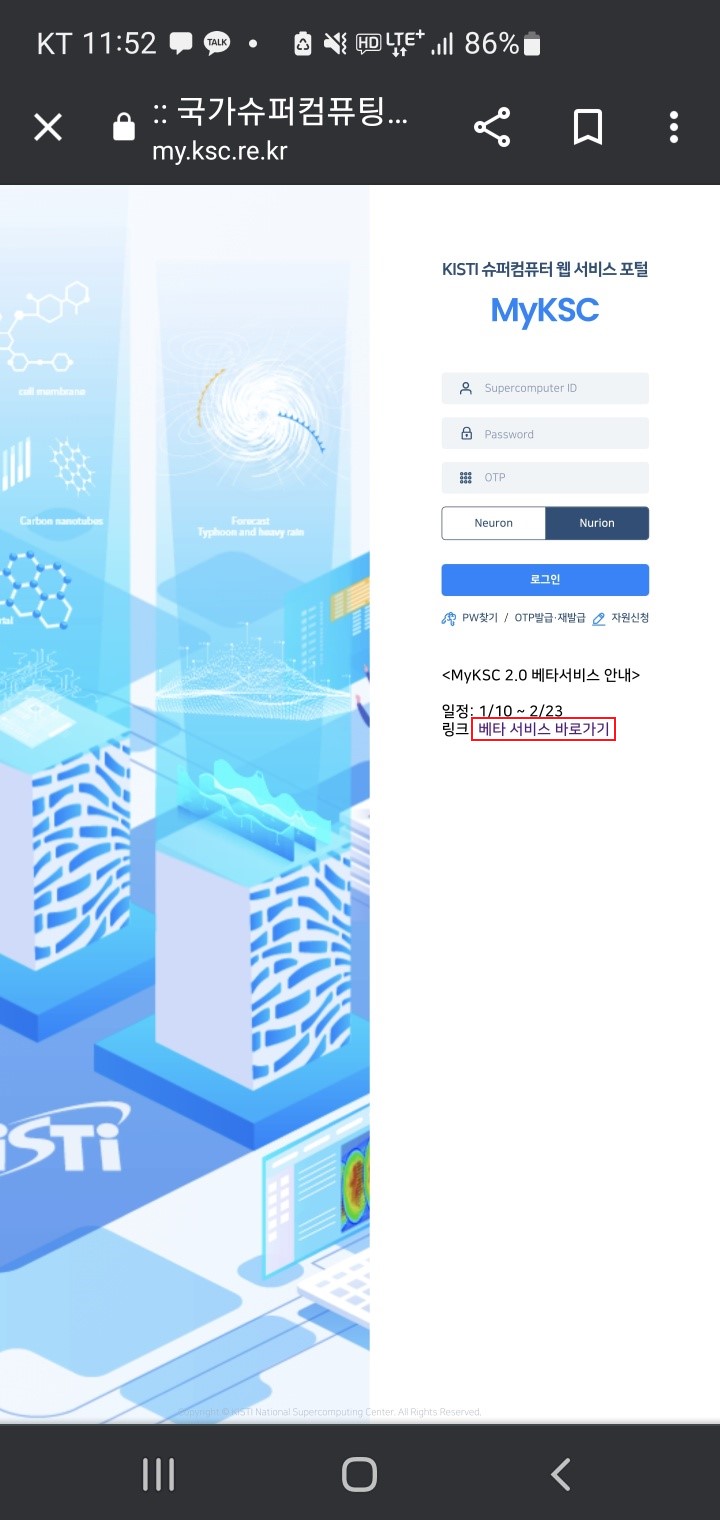 KT 11:52 TALK HD LTE+ 86%
:: 국가슈퍼컴퓨팅...
my.ksc.re.kr
KISTI 슈퍼컴퓨터 웹 서비스 포털
MyKSC
Supercomputer ID
Password
OTP
Neuron Nurion
로그인
PW찾기 / OTP발급·재발급 자원신청
<MyKSC 2.0 베타서비스 안내>
일정: 1/10 ~ 2/23
링크 베타 서비스 바로가기
cell membrane
Carbon nanotubes
Forecast
Typhoon and heavy rain
KISTI
Copyright © KISTI National Supercomputing Center. All Rights Reserved.